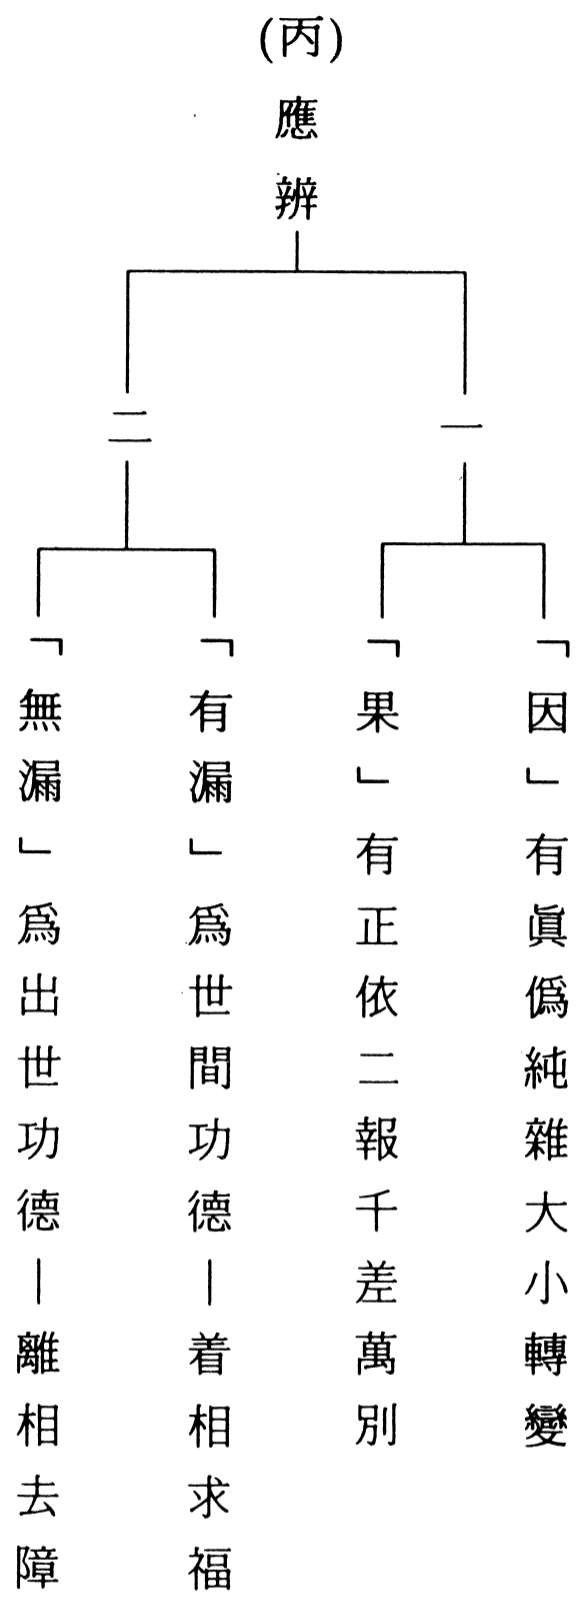 (丙)應辨
一
「因」有眞僞純雜大小轉變
「果」有正依二報千差萬別
二
「有漏」爲世間功德—着相求福
「無漏」爲出世功德—離相去障